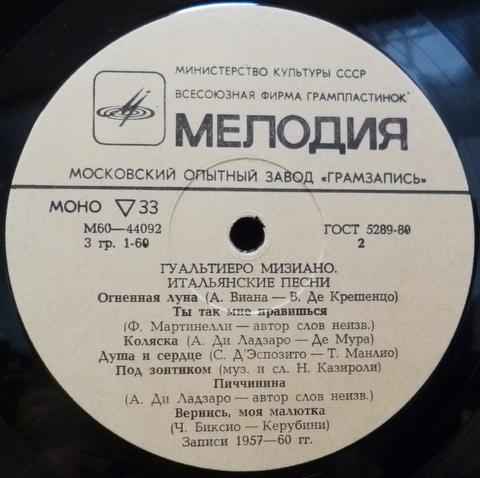 МИНИСТЕРСТВО КУЛЬТУРЫ СССР
ВСЕСОЮЗНАЯ ФИРМА ГРАМПЛАСТИНОК
МЕЛОДИЯ
МОСКОВСКИЙ ОПЫТНЫЙ ЗАВОД «ГРАМЗАПИСЬ»
МОНО ▽ 33
М60—44092 ГОСТ 5289-80
3 гр. 1-60 2
ГУАЛЬТИЕРО МИЗИАНО.
ИТАЛЬЯНСКИЕ ПЕСНИ
Огненная луна (А. Виана — В. Де Крешенцо)
Ты так мне нравишься
(Ф. Мартинелли — автор слов неизв.)
Коляска (А. Ди Ладзаро — Де Мура)
Душа и сердце (С. Д'Эспозито — Т. Манлио)
Под зонтиком (муз. и сл. Н. Казироли)
Пиччинина
(А. Ди Ладзаро — автор слов неизв.)
Вернись, моя малютка
(Ч. Биксио — Керубини)
Записи 1957—60 гг.